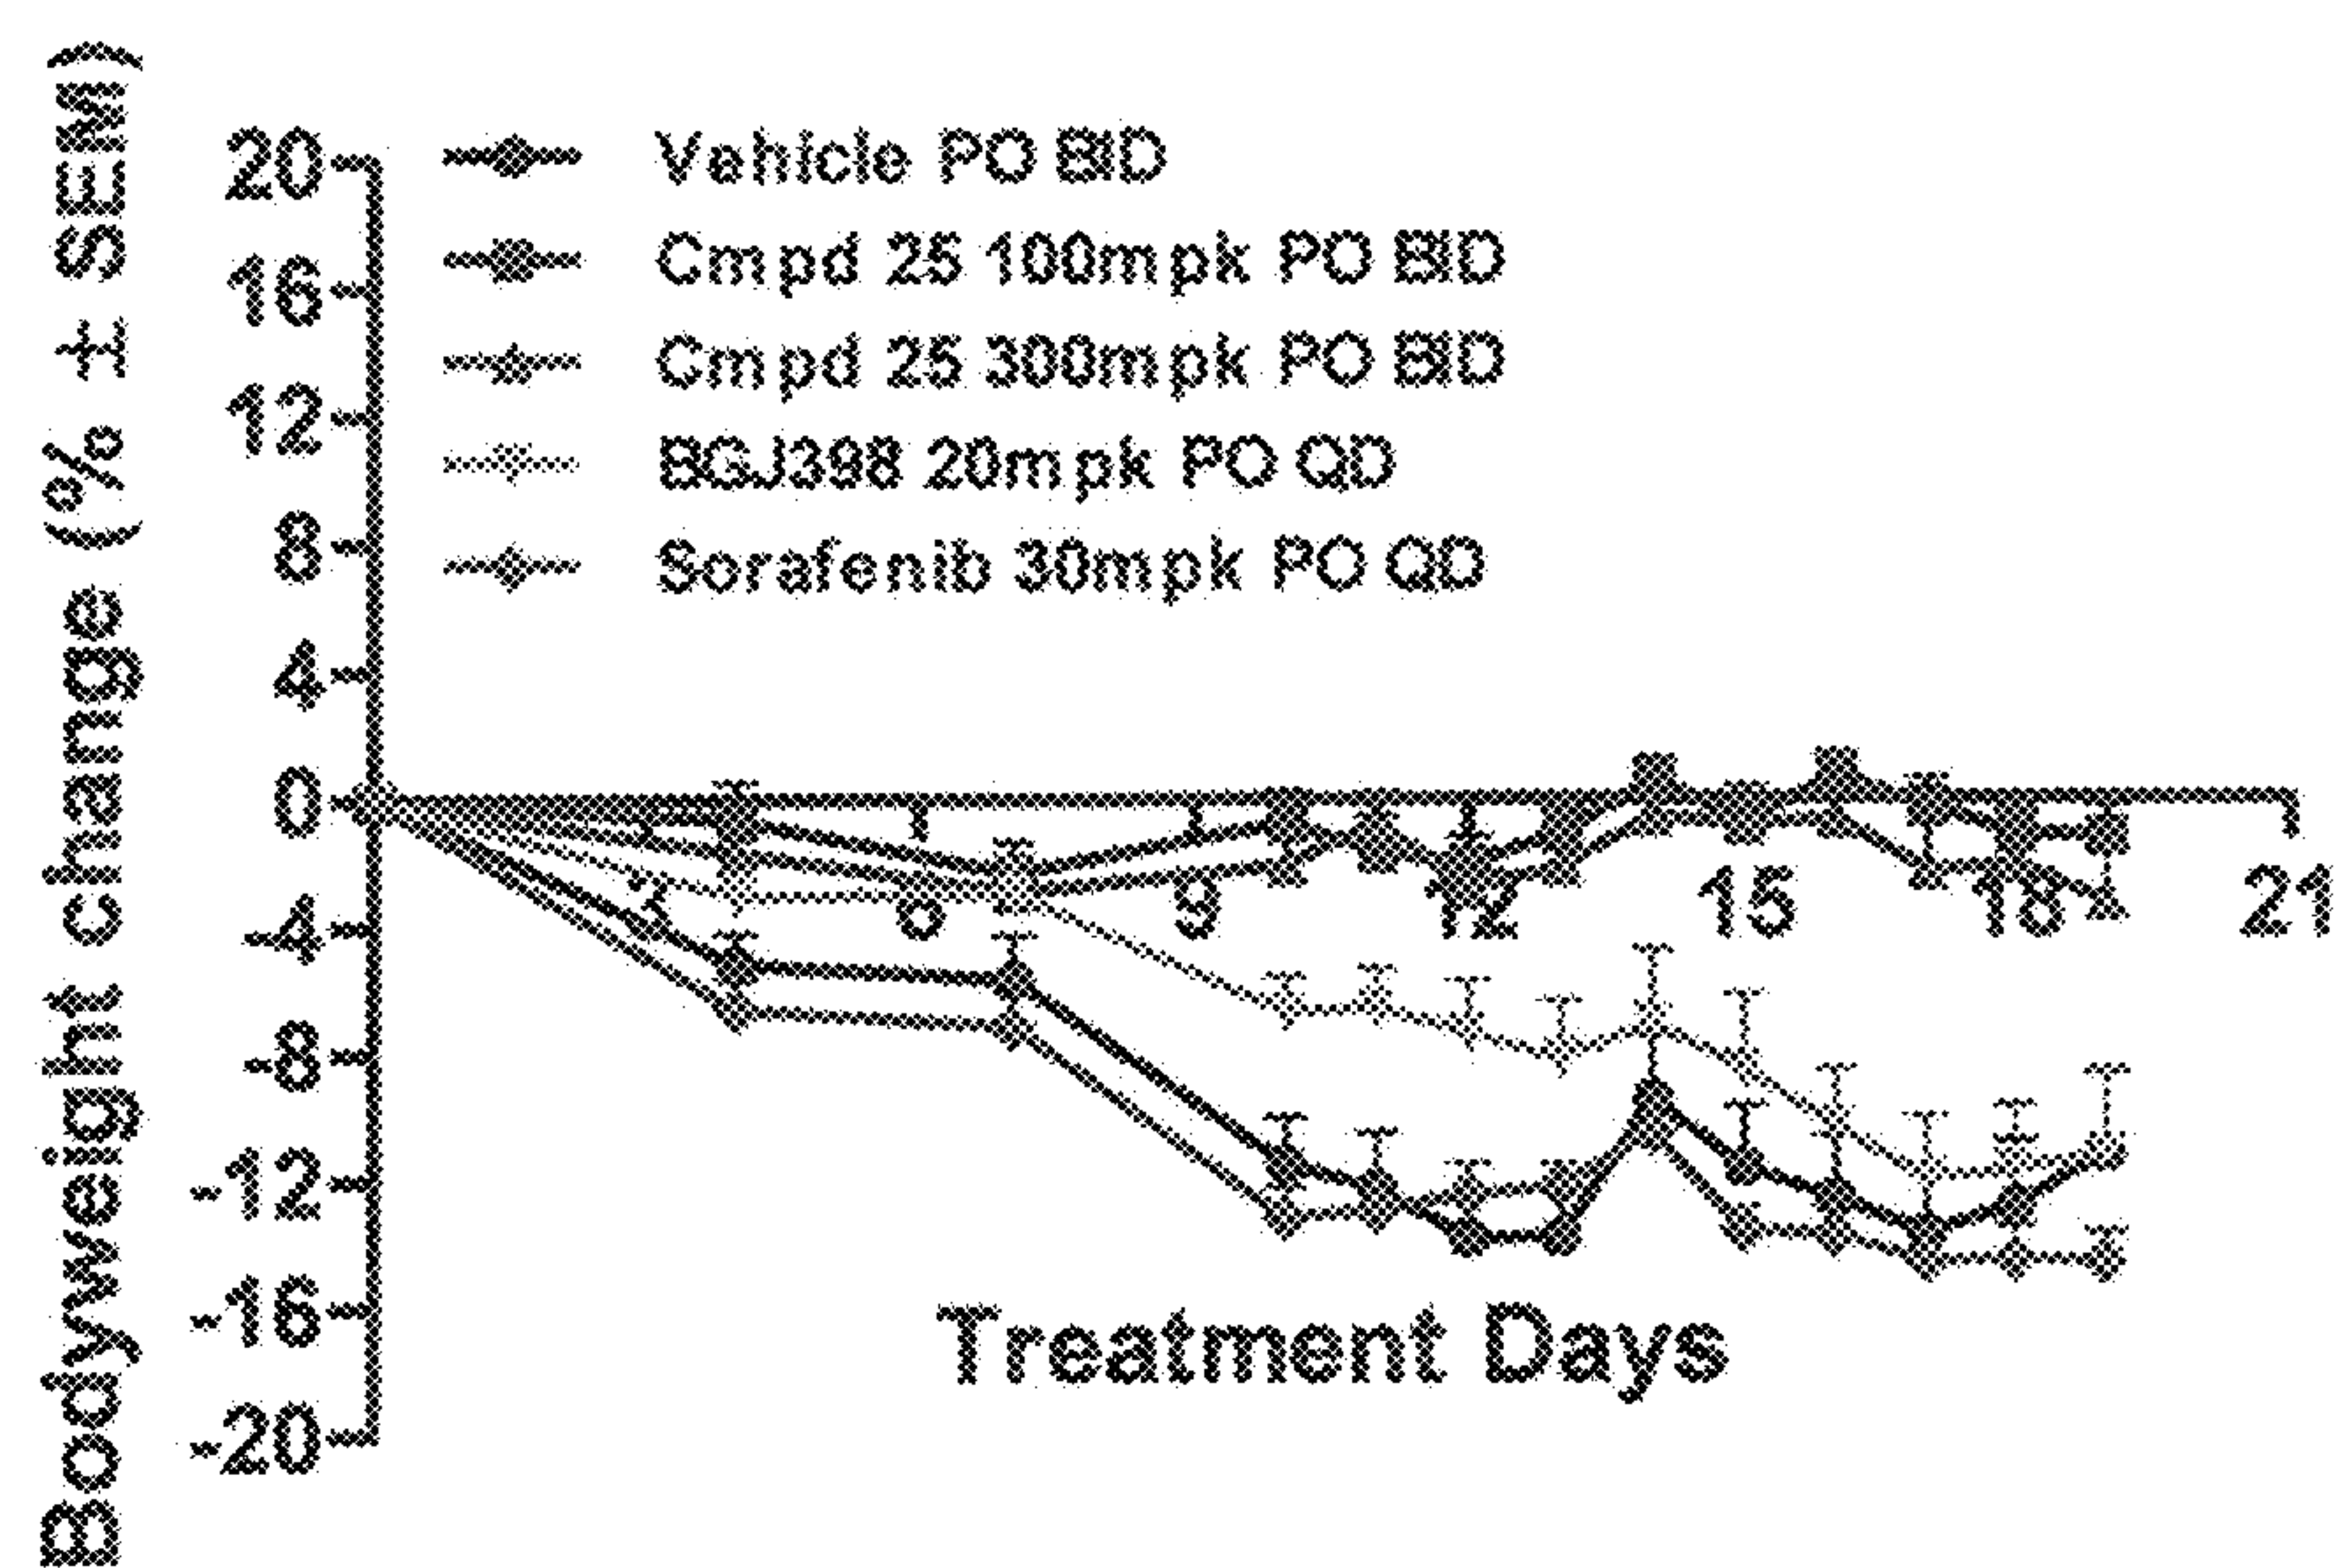 Bodyweight change (% ± SEM)
20
16
12
8
4
0
-4
-8
-12
-16
-20
Vehicle PO BID
Cmpd 25 100mpk PO BID
Cmpd 25 300mpk PO BID
BGJ398 20mpk PO QD
Sorafenib 30mpk PO QD
9 12 15 18 21
Treatment Days